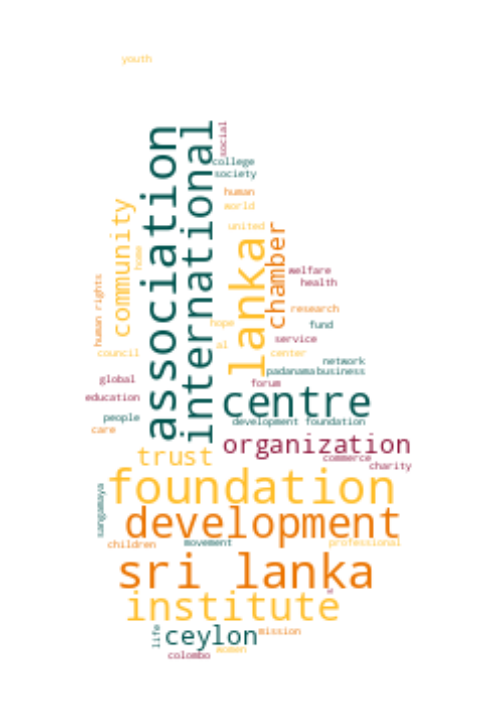 youth
association
international
social
college
society
human
world
united
community
home
lanka
chamber
welfare
health
human rights
research
hope
fund
service
al
council
center
network
padanama
business
global
forum
education
centre
people
development foundation
care
organization
trust
commerce
charity
foundation
sangamaya
development
children
movement
professional
sri lanka
institute
life
ceylon
mission
women
colombo